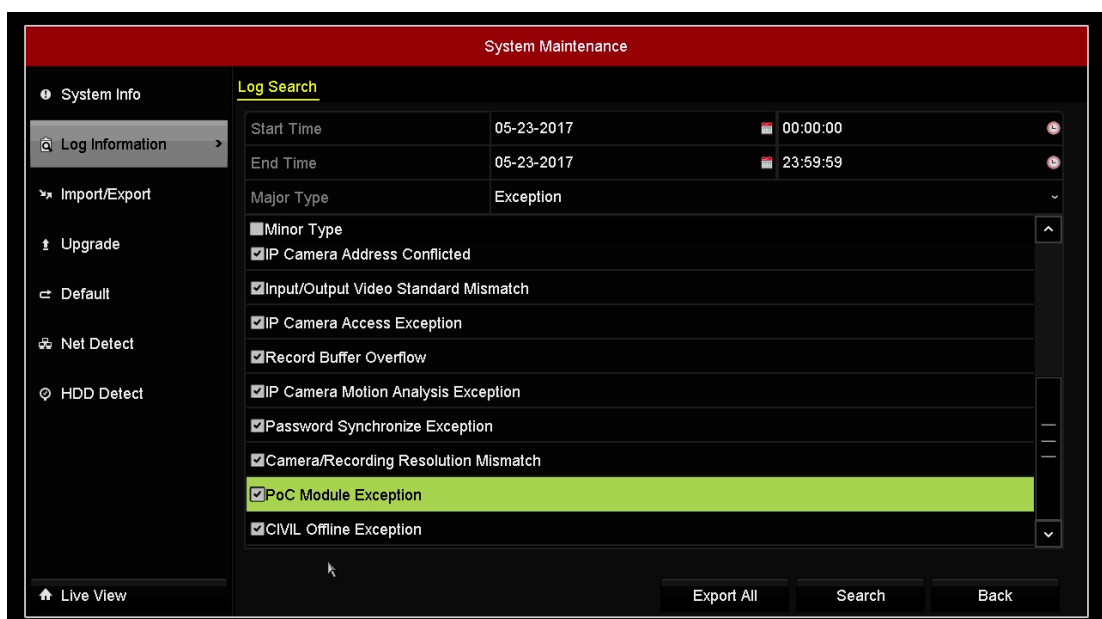 System Maintenance
System Info
Log Information
Import/Export
Upgrade
Default
Net Detect
HDD Detect
Live View
Log Search
Start Time 05-23-2017 00:00:00
End Time 05-23-2017 23:59:59
Major Type Exception
Minor Type
IP Camera Address Conflicted
Input/Output Video Standard Mismatch
IP Camera Access Exception
Record Buffer Overflow
IP Camera Motion Analysis Exception
Password Synchronize Exception
Camera/Recording Resolution Mismatch
PoC Module Exception
CIVIL Offline Exception
Export All Search Back